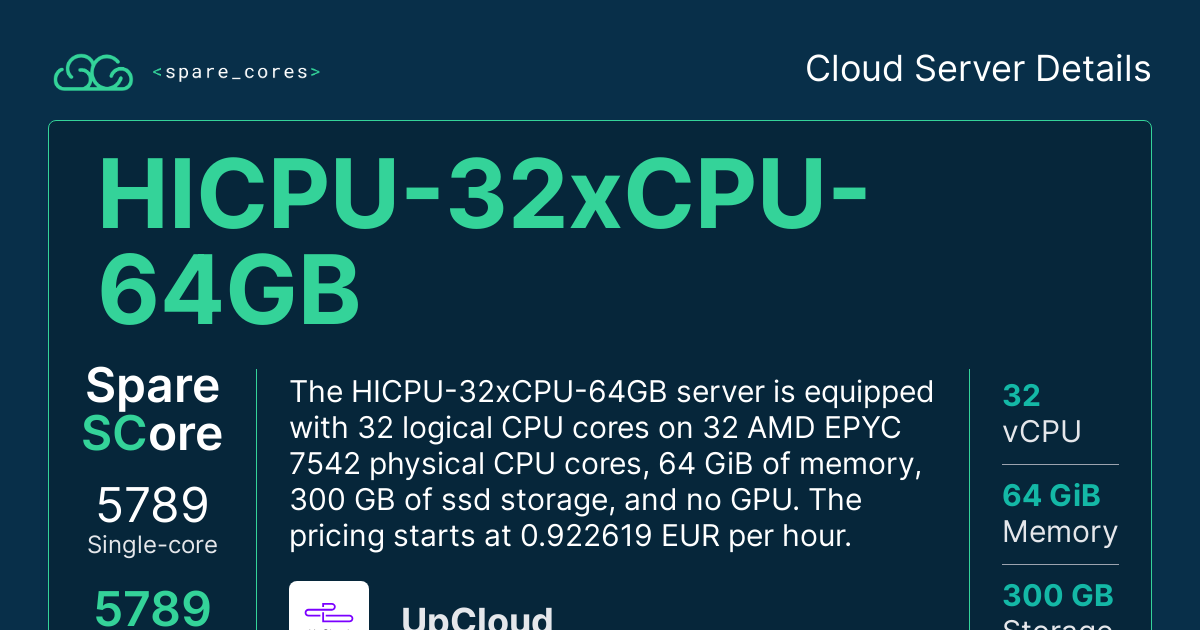 <spare_cores>
Cloud Server Details
HICPU-32xCPU-
64GB
Spare
SCore
5789
Single-core
5789
The HICPU-32xCPU-64GB server is equipped
with 32 logical CPU cores on 32 AMD EPYC
7542 physical CPU cores, 64 GiB of memory,
300 GB of ssd storage, and no GPU. The
pricing starts at 0.922619 EUR per hour.
UpCloud
32
vCPU
64 GiB
Memory
300 GB
Storage